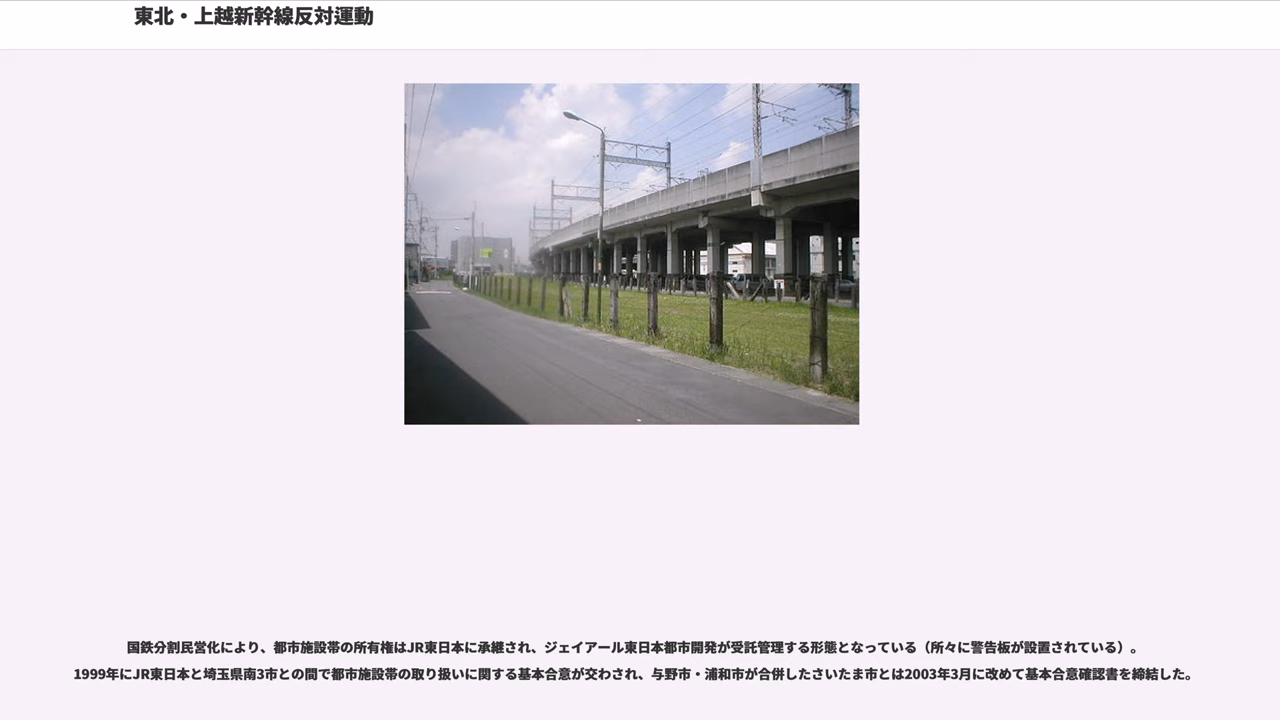 東北・上越新幹線反対運動
国鉄分割民営化により、都市施設帯の所有権はJR東日本に承継され、ジェイアール東日本都市開発が受託管理する形態となっている（所々に警告板が設置されている）。
1999年にJR東日本と埼玉県南3市との間で都市施設帯の取り扱いに関する基本合意が交わされ、与野市・浦和市が合併したさいたま市とは2003年3月に改めて基本合意確認書を締結した。